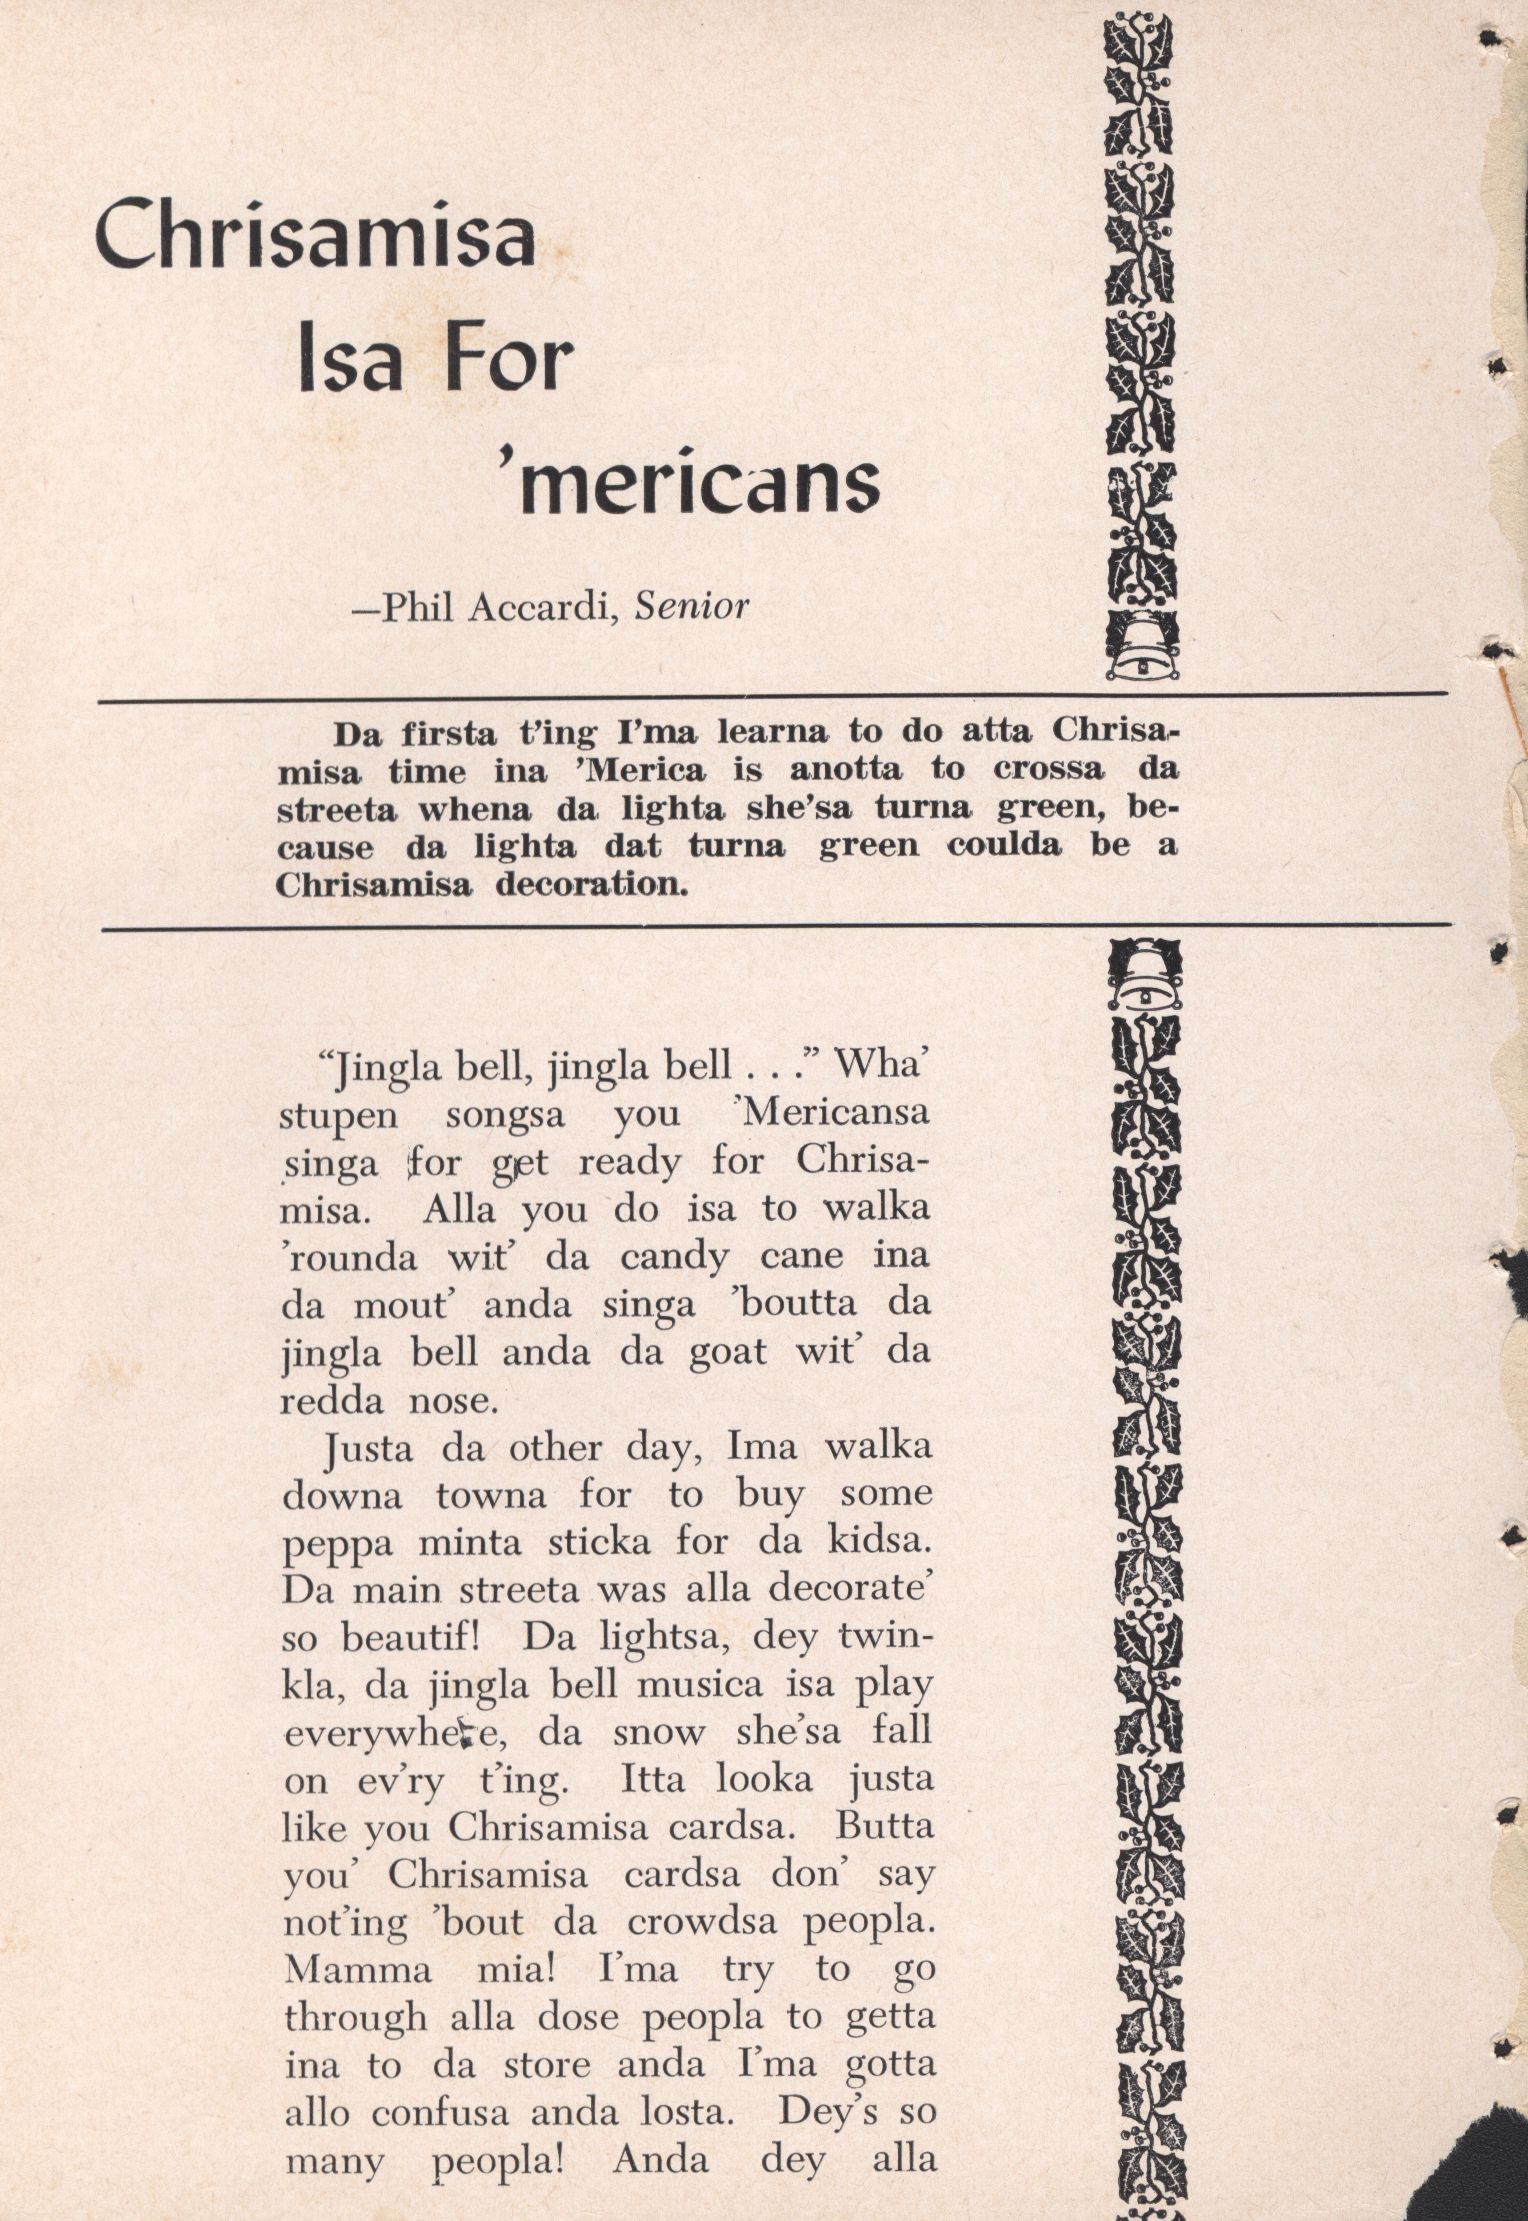 Chrisamisa
Isa For
’mericans
—Phil Accardi, Senior
Da firsta t’ing I’ma learna to do atta Chrisa-
misa time ina ’Merica is anotta to crossa da
streeta whena da lighta she’sa turna green, be-
cause da lighta dat turna green coulda be a
Chrisamisa decoration.
“Jingla bell, jingla bell . . .” Wha’
stupen songsa you ’Mericansa
singa for get ready for Chrisa-
misa. Alla you do isa to walka
’rounda wit’ da candy cane ina
da mout’ anda singa ’boutta da
jingla bell anda da goat wit’ da
redda nose.
Justa da other day, Ima walka
downa towna for to buy some
peppa minta sticka for da kidsa.
Da main streeta was alla decorate’
so beautif! Da lightsa, dey twin-
kla, da jingla bell musica isa play
everywhere, da snow she’sa fall
on ev’ry t’ing. Itta looka justa
like you Chrisamisa cardsa. Butta
you’ Chrisamisa cardsa don’ say
not’ing ’bout da crowdsa peopla.
Mamma mia! I’ma try to go
through alla dose peopla to getta
ina to da store anda I’ma gotta
allo confusa anda losta. Dey’s so
many peopla! Anda dey alla